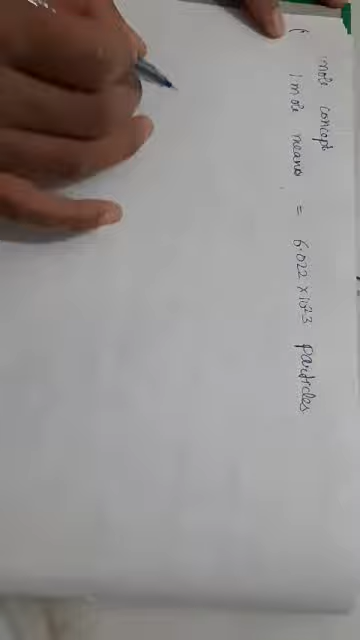 mole concept
1 mole means = 6.022 × 10²³ particles